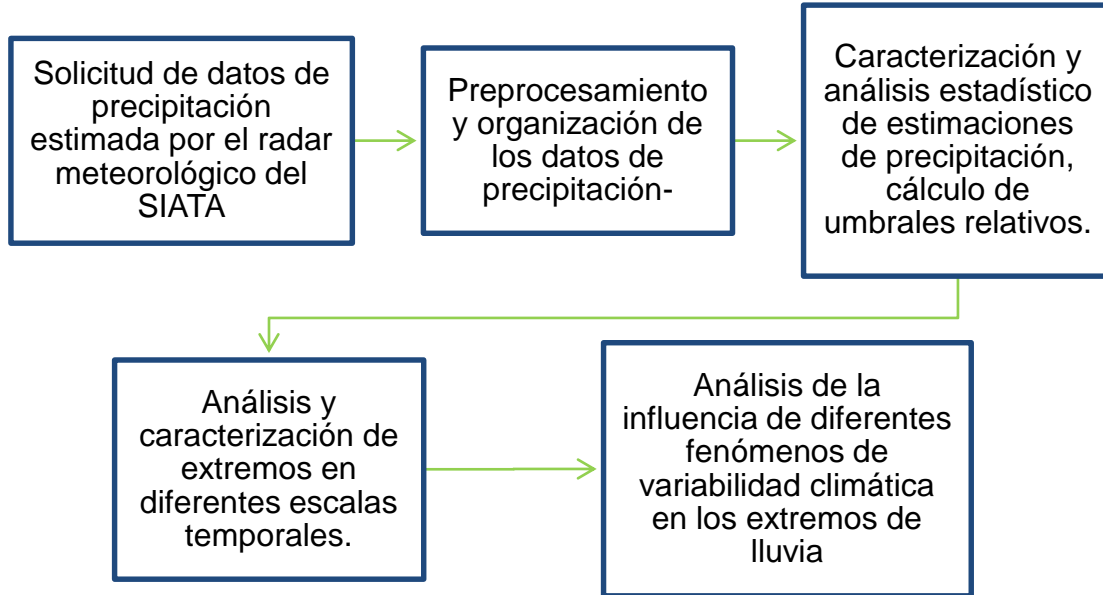 Solicitud de datos de
precipitación
estimada por el radar
meteorológico del
SIATA
Preprocesamiento
y organización de
los datos de
precipitación-
Caracterización y
análisis estadístico
de estimaciones
de precipitación,
cálculo de
umbrales relativos.
Análisis y
caracterización de
extremos en
diferentes escalas
temporales.
Análisis de la
influencia de diferentes
fenómenos de
variabilidad climática
en los extremos de
lluvia